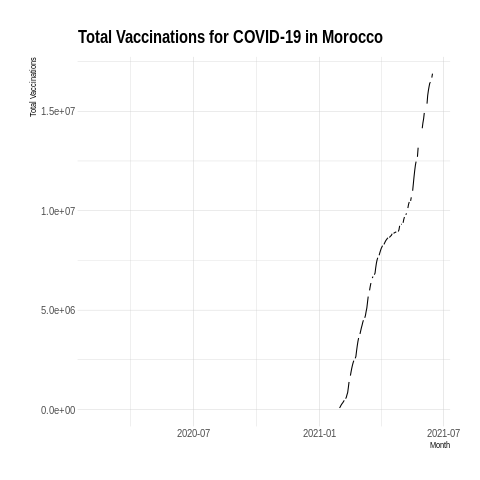 Total Vaccinations for COVID-19 in Morocco
Total Vaccinations
1.5e+07
1.0e+07
5.0e+06
0.0e+00
2020-07
2021-01
2021-07
Month